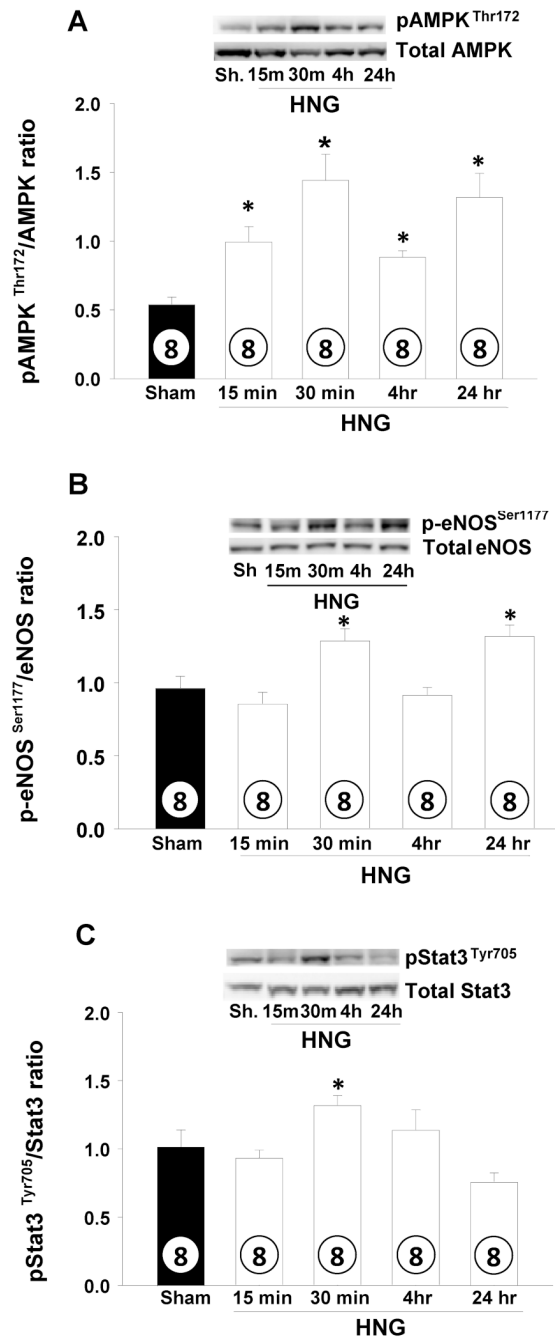 A
pAMPK Thr172
Total AMPK
Sh. 15m 30m 4h 24h
HNG
pAMPK Thr172/AMPK ratio
2.0
1.5
1.0
0.5
0.0
* * * *
8 8 8 8 8
Sham 15 min 30 min 4hr 24 hr
HNG
B
p-eNOS Ser1177
Total eNOS
Sh 15m 30m 4h 24h
HNG
p-eNOS Ser1177/eNOS ratio
2.0
1.5
1.0
0.5
0.0
* *
8 8 8 8 8
Sham 15 min 30 min 4hr 24 hr
HNG
C
pStat3 Tyr705
Total Stat3
Sh. 15m 30m 4h 24h
HNG
pStat3 Tyr705/Stat3 ratio
2.0
1.5
1.0
0.5
0.0
*
8 8 8 8 8
Sham 15 min 30 min 4hr 24 hr
HNG